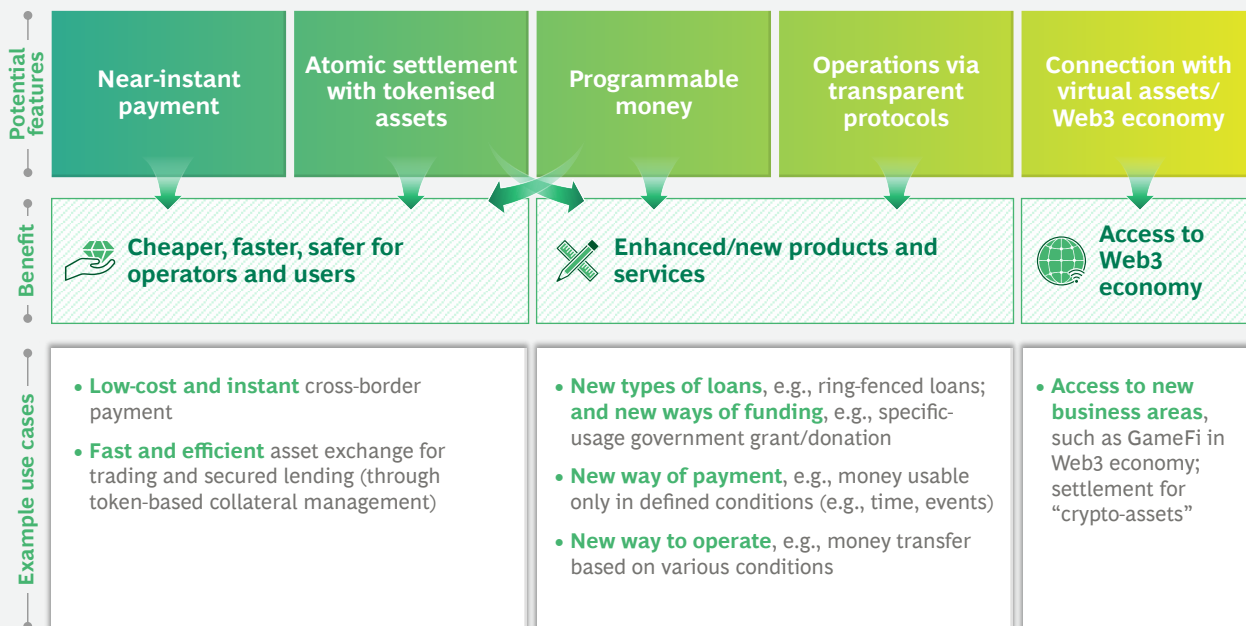 Potential
features
Near-instant
payment
Atomic settlement
with tokenised
assets
Programmable
money
Operations via
transparent
protocols
Connection with
virtual assets/
Web3 economy
Benefit
Cheaper, faster, safer for
operators and users
Enhanced/new products and
services
Access to
Web3
economy
Example use cases
• Low-cost and instant cross-border
payment
• Fast and efficient asset exchange for
trading and secured lending (through
token-based collateral management)
• New types of loans, e.g., ring-fenced loans;
and new ways of funding, e.g., specific-
usage government grant/donation
• New way of payment, e.g., money usable
only in defined conditions (e.g., time, events)
• New way to operate, e.g., money transfer
based on various conditions
• Access to new
business areas,
such as GameFi in
Web3 economy;
settlement for
“crypto-assets”